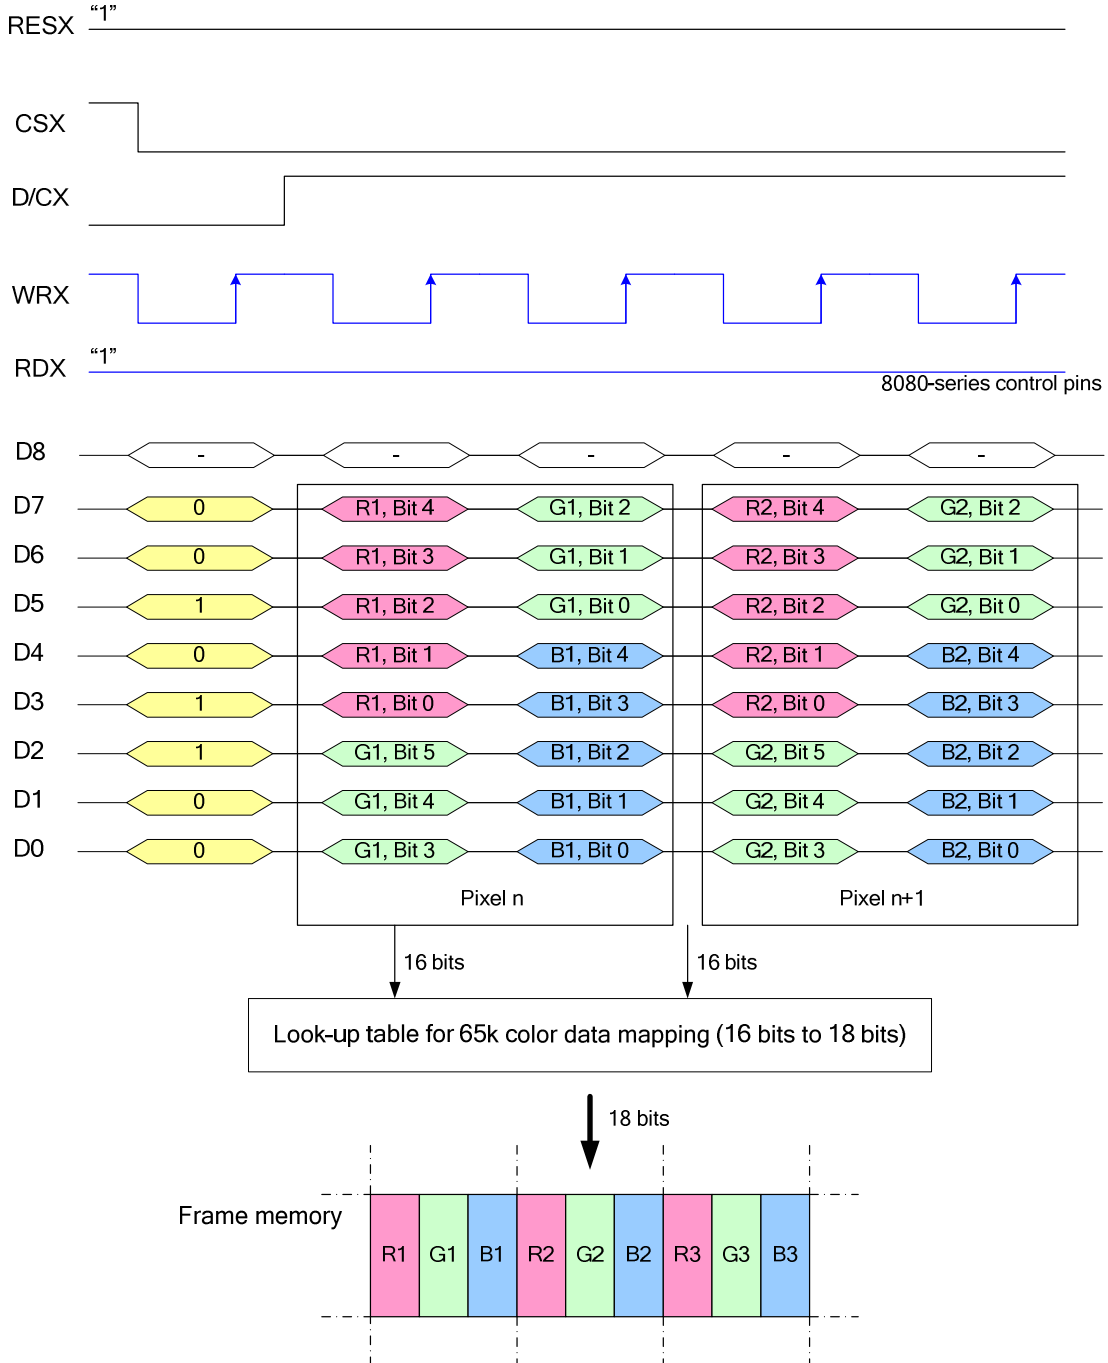 RESX “1”
CSX
D/CX
WRX
RDX “1”
8080-series control pins
D8 - - - - -
D7 0 R1, Bit 4 G1, Bit 2 R2, Bit 4 G2, Bit 2
D6 0 R1, Bit 3 G1, Bit 1 R2, Bit 3 G2, Bit 1
D5 1 R1, Bit 2 G1, Bit 0 R2, Bit 2 G2, Bit 0
D4 0 R1, Bit 1 B1, Bit 4 R2, Bit 1 B2, Bit 4
D3 1 R1, Bit 0 B1, Bit 3 R2, Bit 0 B2, Bit 3
D2 1 G1, Bit 5 B1, Bit 2 G2, Bit 5 B2, Bit 2
D1 0 G1, Bit 4 B1, Bit 1 G2, Bit 4 B2, Bit 1
D0 0 G1, Bit 3 B1, Bit 0 G2, Bit 3 B2, Bit 0
Pixel n Pixel n+1
16 bits 16 bits
Look-up table for 65k color data mapping (16 bits to 18 bits)
18 bits
Frame memory
R1 G1 B1 R2 G2 B2 R3 G3 B3